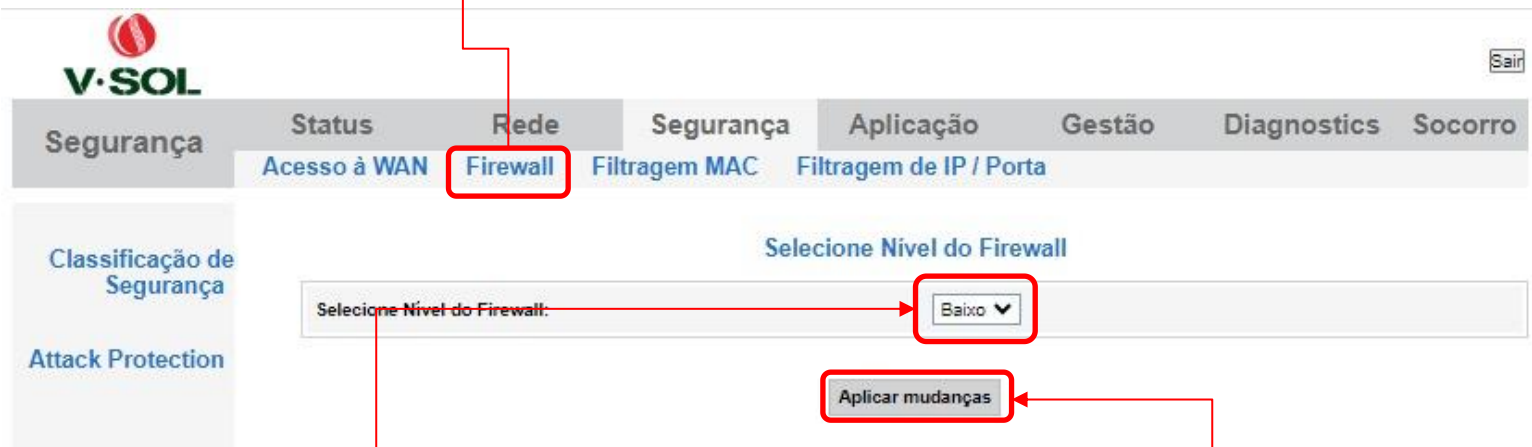 V·SOL
Sair
Segurança
Status Rede Segurança Aplicação Gestão Diagnostics Socorro
Acesso à WAN Firewall Filtragem MAC Filtragem de IP / Porta
Classificação de
Segurança
Attack Protection
Selecione Nível do Firewall
Selecione Nível do Firewall: Baixo
Aplicar mudanças